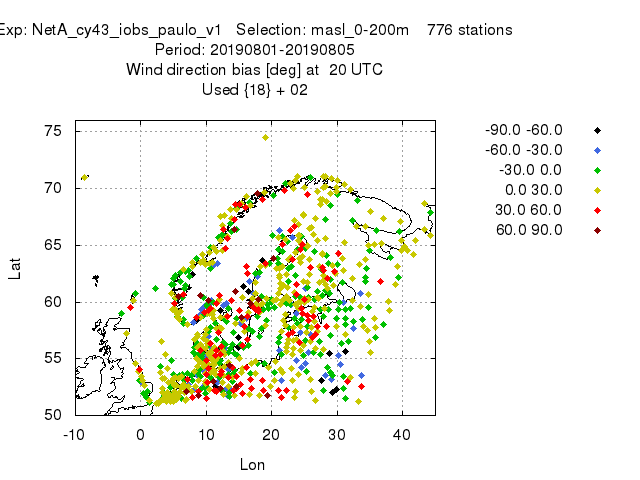 Exp: NetA_cy43_iobs_paulo_v1 Selection: masl_0-200m 776 stations
Period: 20190801-20190805
Wind direction bias [deg] at 20 UTC
Used {18} + 02
-90.0 -60.0
-60.0 -30.0
-30.0 0.0
0.0 30.0
30.0 60.0
60.0 90.0
75
70
65
60
55
50
Lat
-10 0 10 20 30 40
Lon